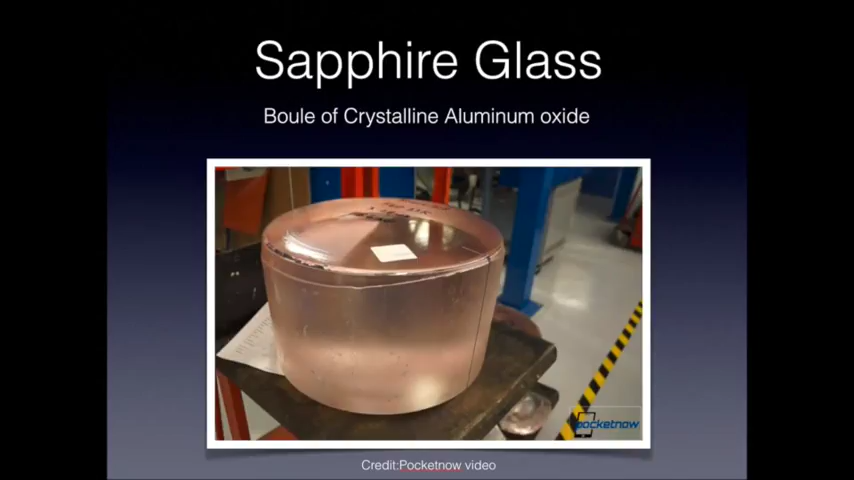 Sapphire Glass
Boule of Crystalline Aluminum oxide
pocketnow
Credit:Pocketnow video